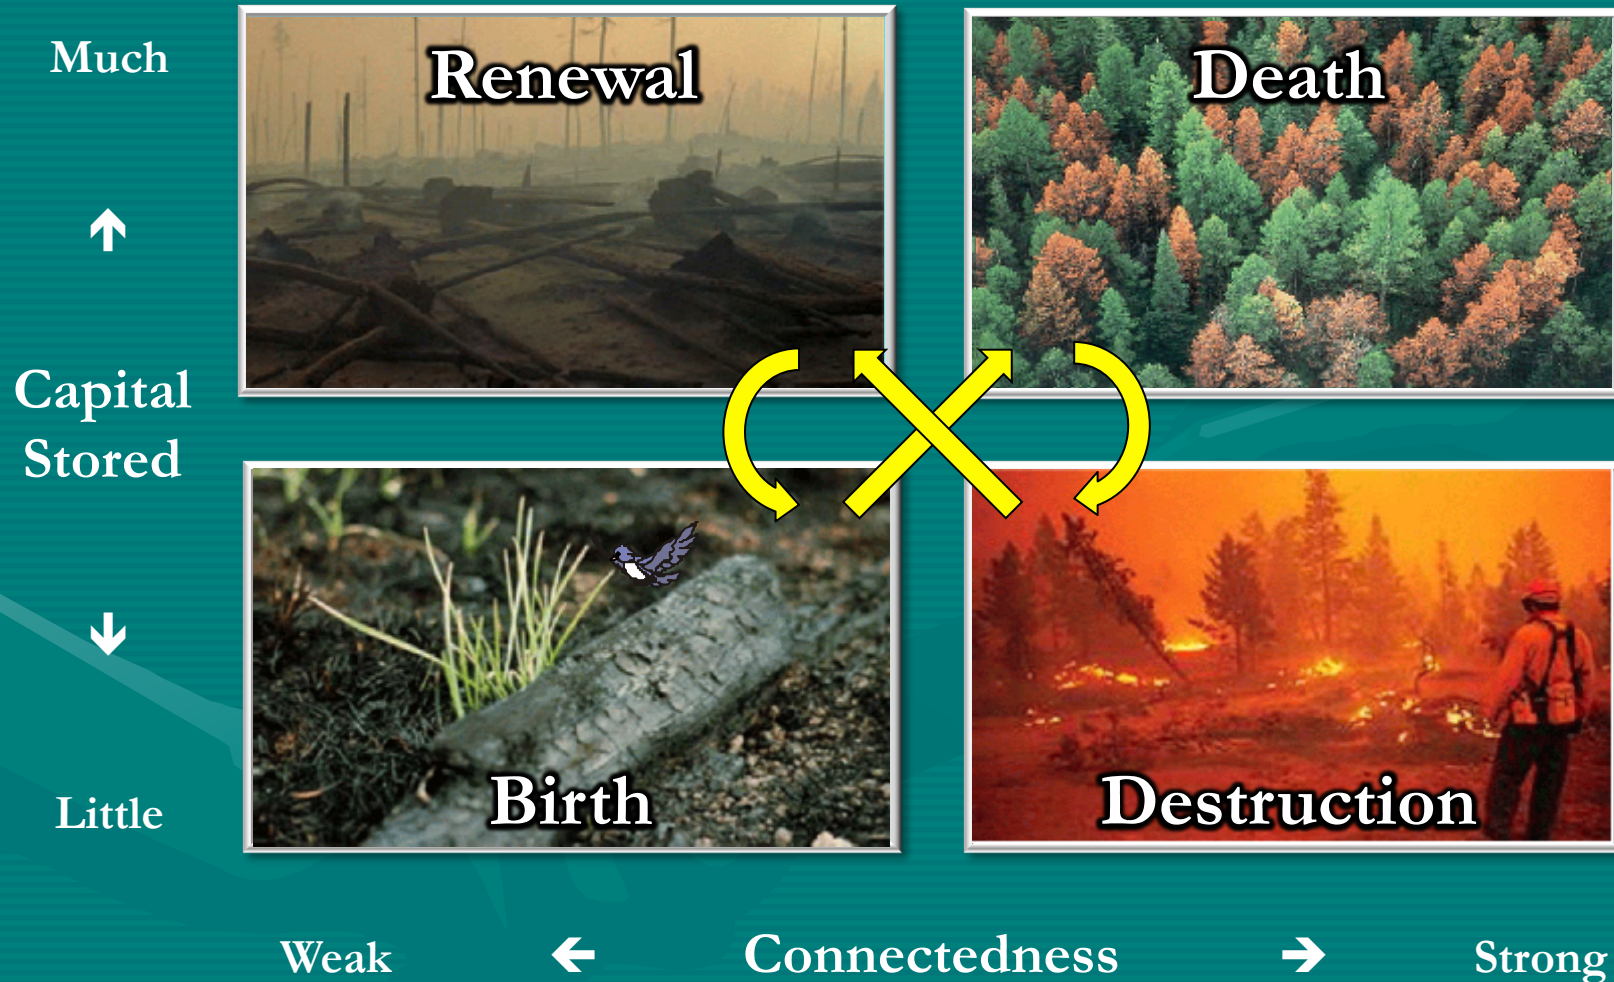 Much
Renewal
Death
Capital
Stored
Little
Birth
Destruction
Weak
Connectedness
Strong